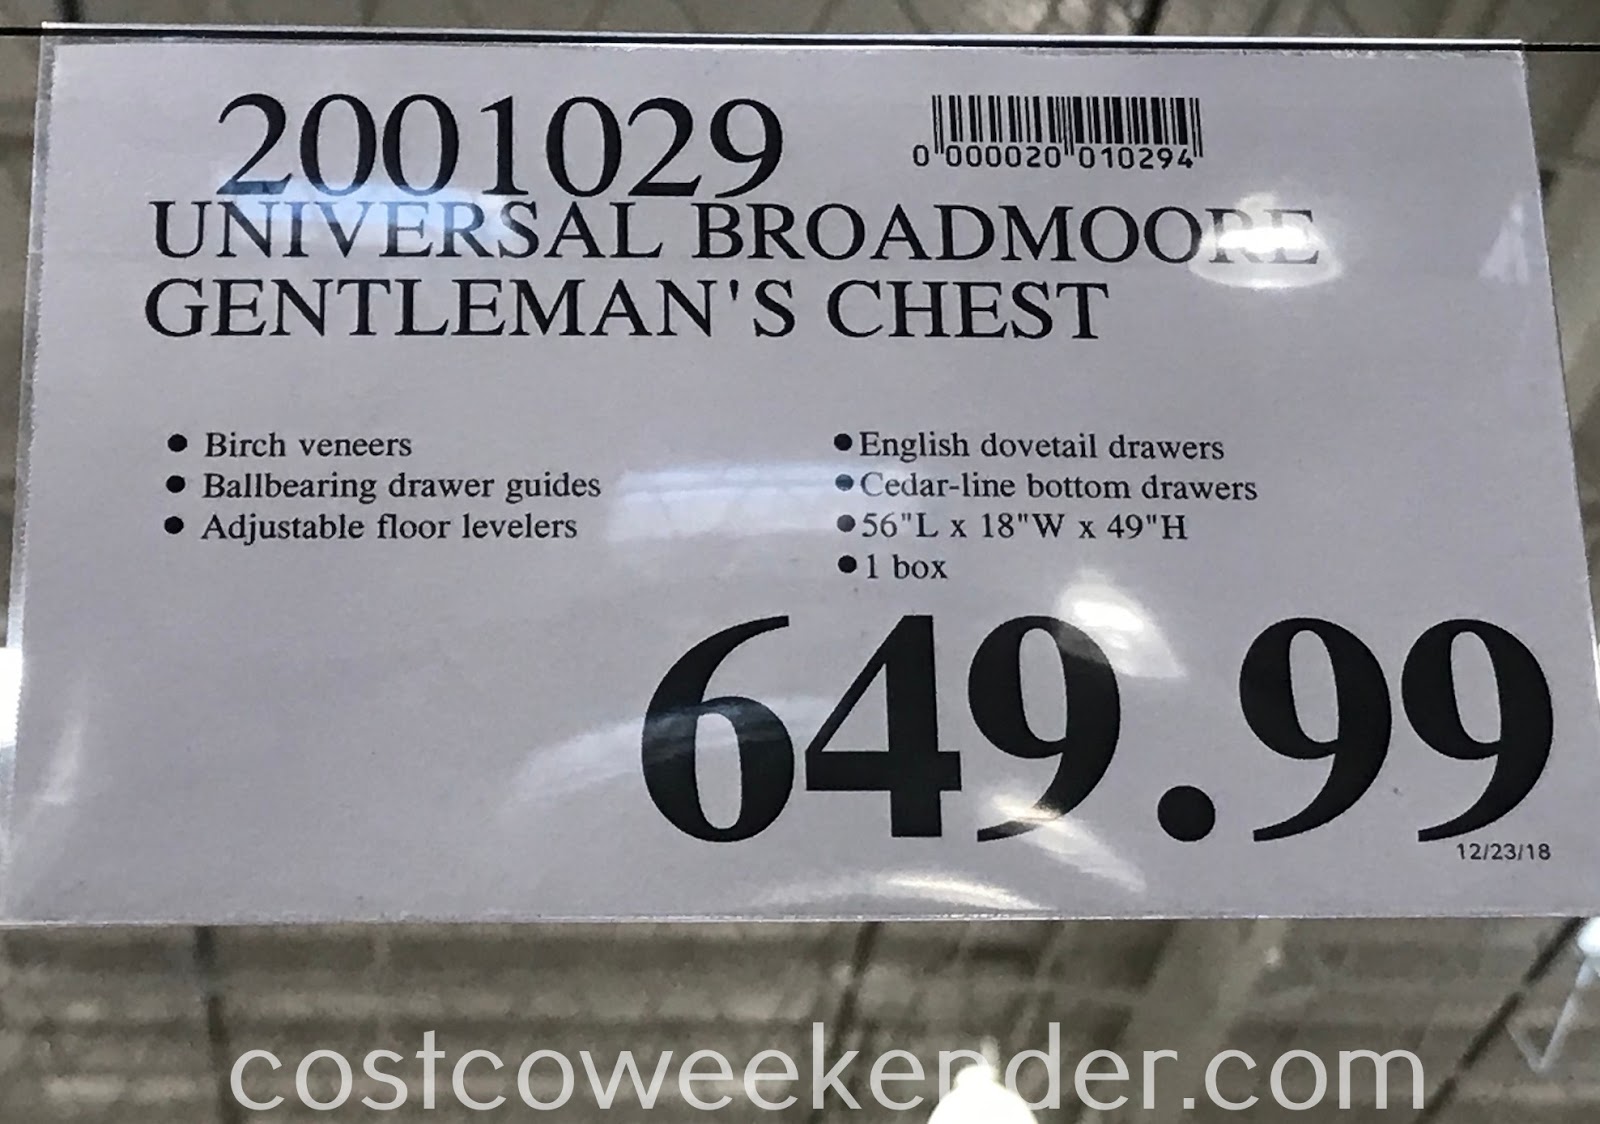 2001029
0 000020 010294
UNIVERSAL BROADMOORE
GENTLEMAN'S CHEST
• Birch veneers
• Ballbearing drawer guides
• Adjustable floor levelers
• English dovetail drawers
• Cedar-line bottom drawers
• 56"L x 18"W x 49"H
• 1 box
649.99
12/23/18
costcoweekender.com